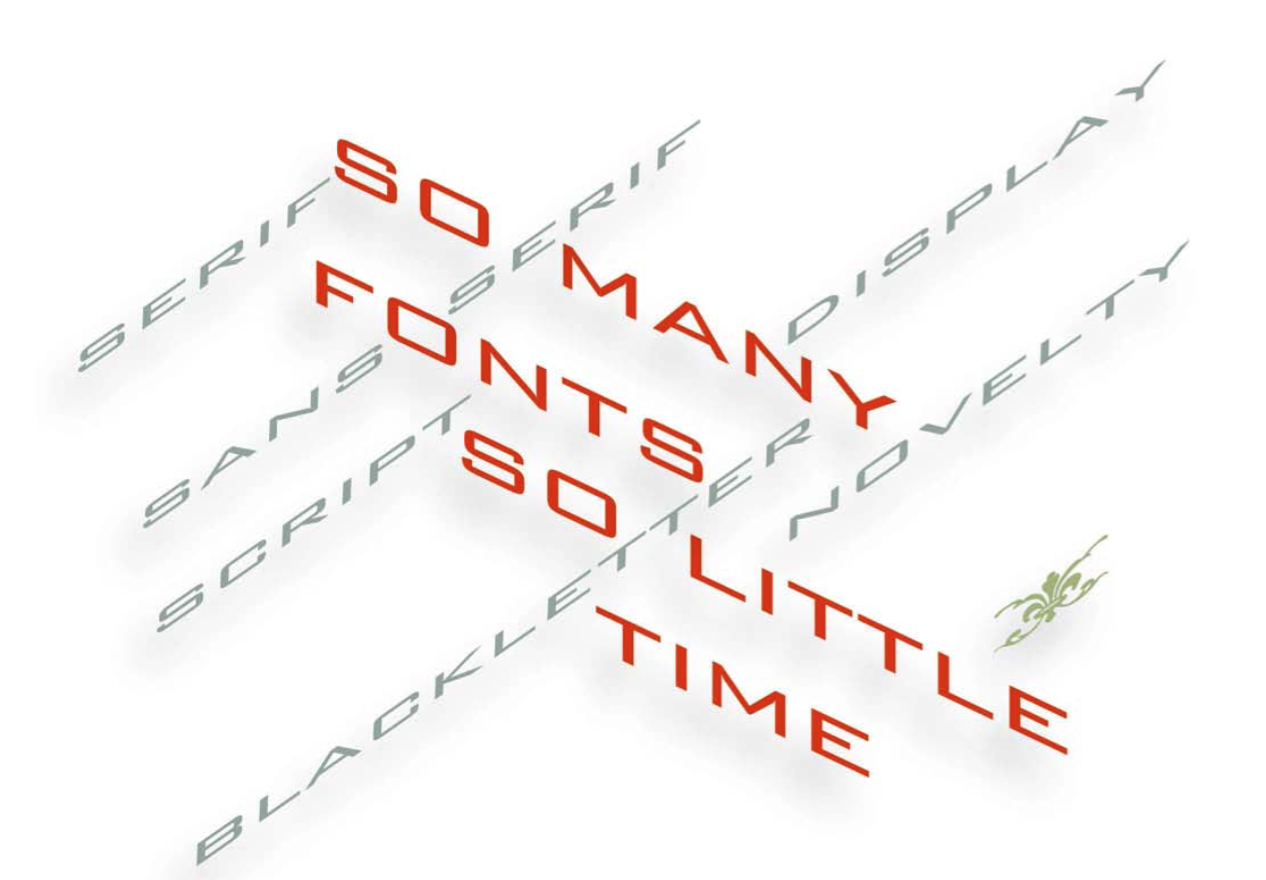 SO MANY
FONTS
SO LITTLE
TIME
SERIF
SANS SERIF
SCRIPT
BLACKLETTER
DISPLAY
NOVELTY